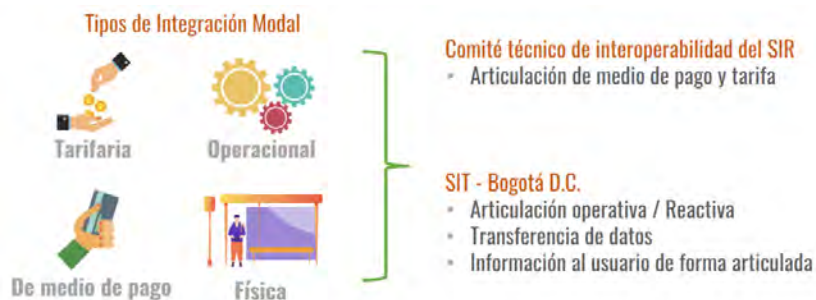 Tipos de Integración Modal
Tarifaria
Operacional
De medio de pago
Física
Comité técnico de interoperabilidad del SIR
• Articulación de medio de pago y tarifa
SIT - Bogotá D.C.
• Articulación operativa / Reactiva
• Transferencia de datos
• Información al usuario de forma articulada